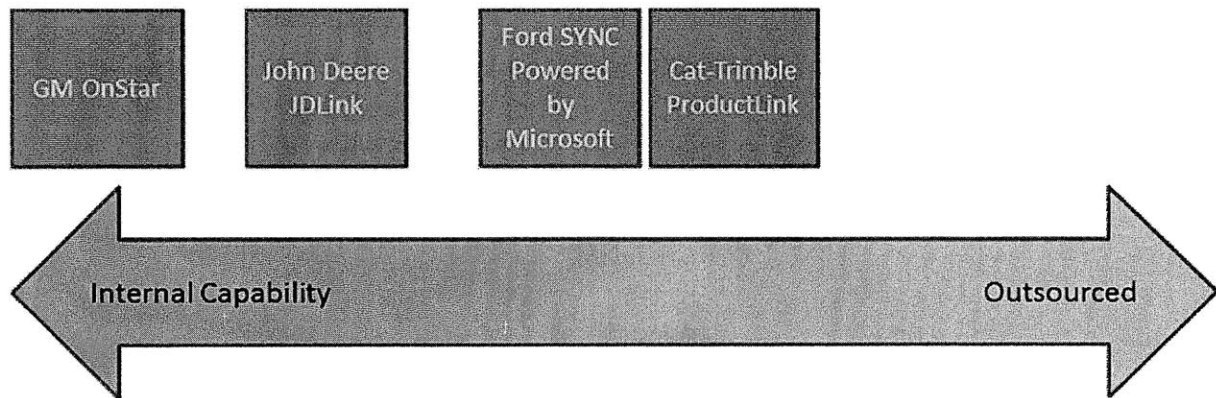 GM OnStar
John Deere
JDLink
Ford SYNC
Powered
by
Microsoft
Cat-Trimble
ProductLink
Internal Capability
Outsourced